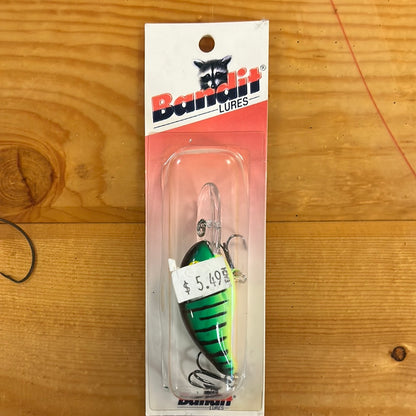 Bandit®
LURES
$ 5.49
Bandit
LURES